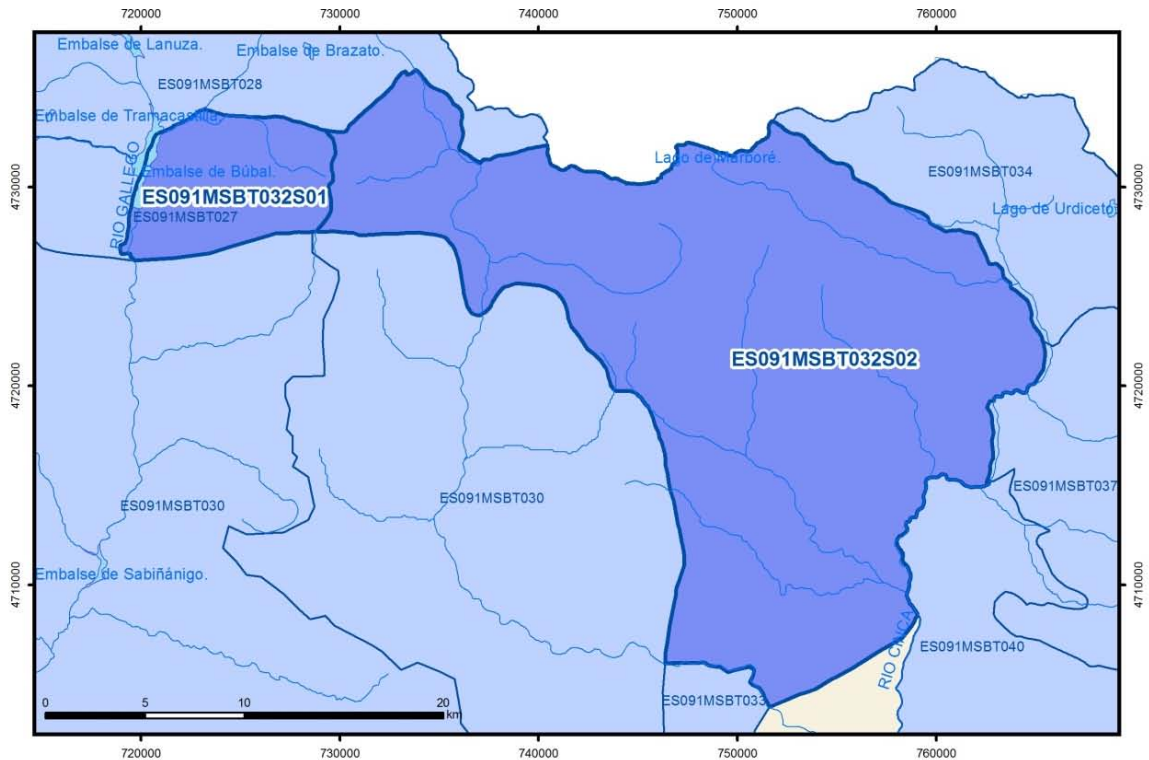 720000
730000
740000
750000
760000
Embalse de Lanuza.
Embalse de Brazato.
ES091MSBT028
Embalse de Tramacastilla.
Lago de Marboré.
ES091MSBT034
4730000
Embalse de Búbal.
4730000
ES091MSBT032S01
RIO GALLEGO
ES091MSBT027
Lago de Urdiceto
ES091MSBT032S02
4720000
4720000
ES091MSBT030
ES091MSBT030
ES091MSBT037
Embalse de Sabiñánigo.
4710000
4710000
RIO CINCA
ES091MSBT040
ES091MSBT033
0
5
10
20
km
720000
730000
740000
750000
760000